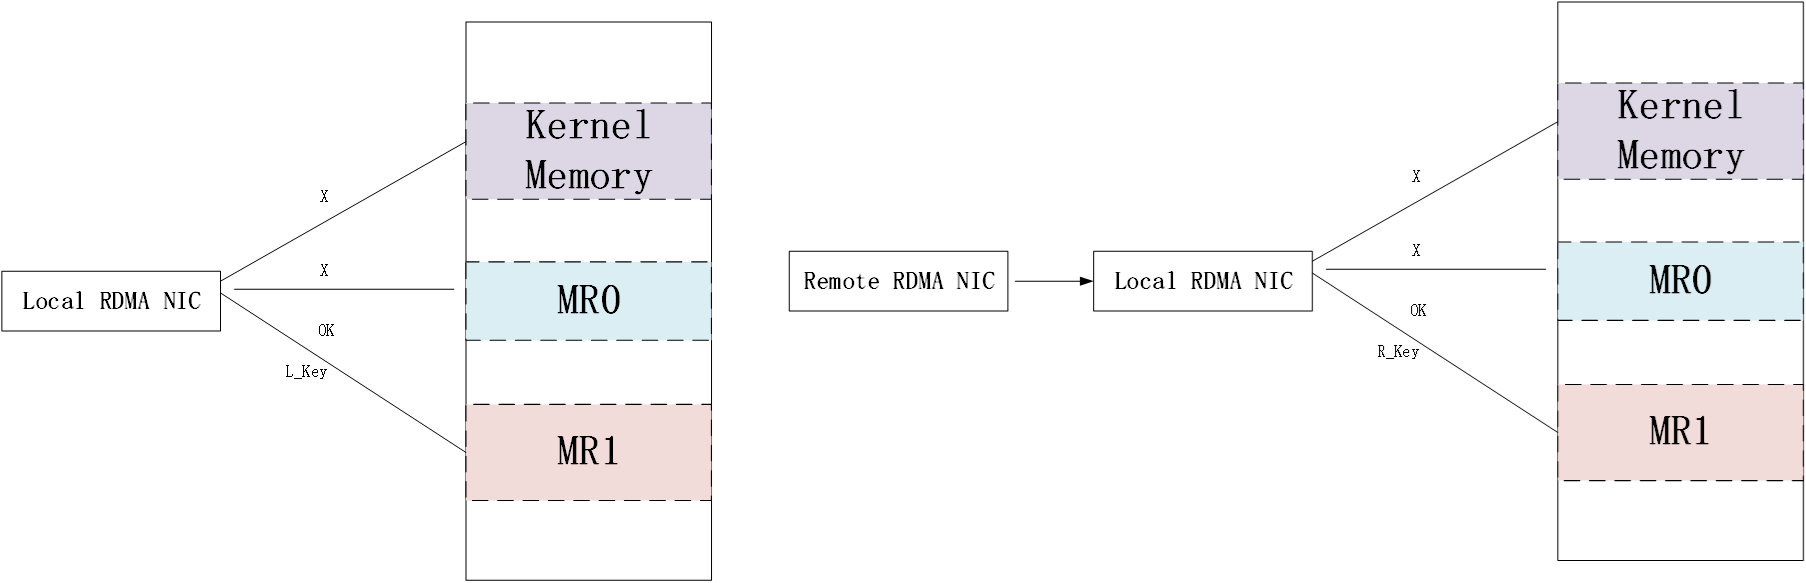 Kernel
Memory
X
X
Local RDMA NIC
MR0
OK
L_Key
MR1
Kernel
Memory
X
X
Remote RDMA NIC
Local RDMA NIC
MR0
OK
R_Key
MR1